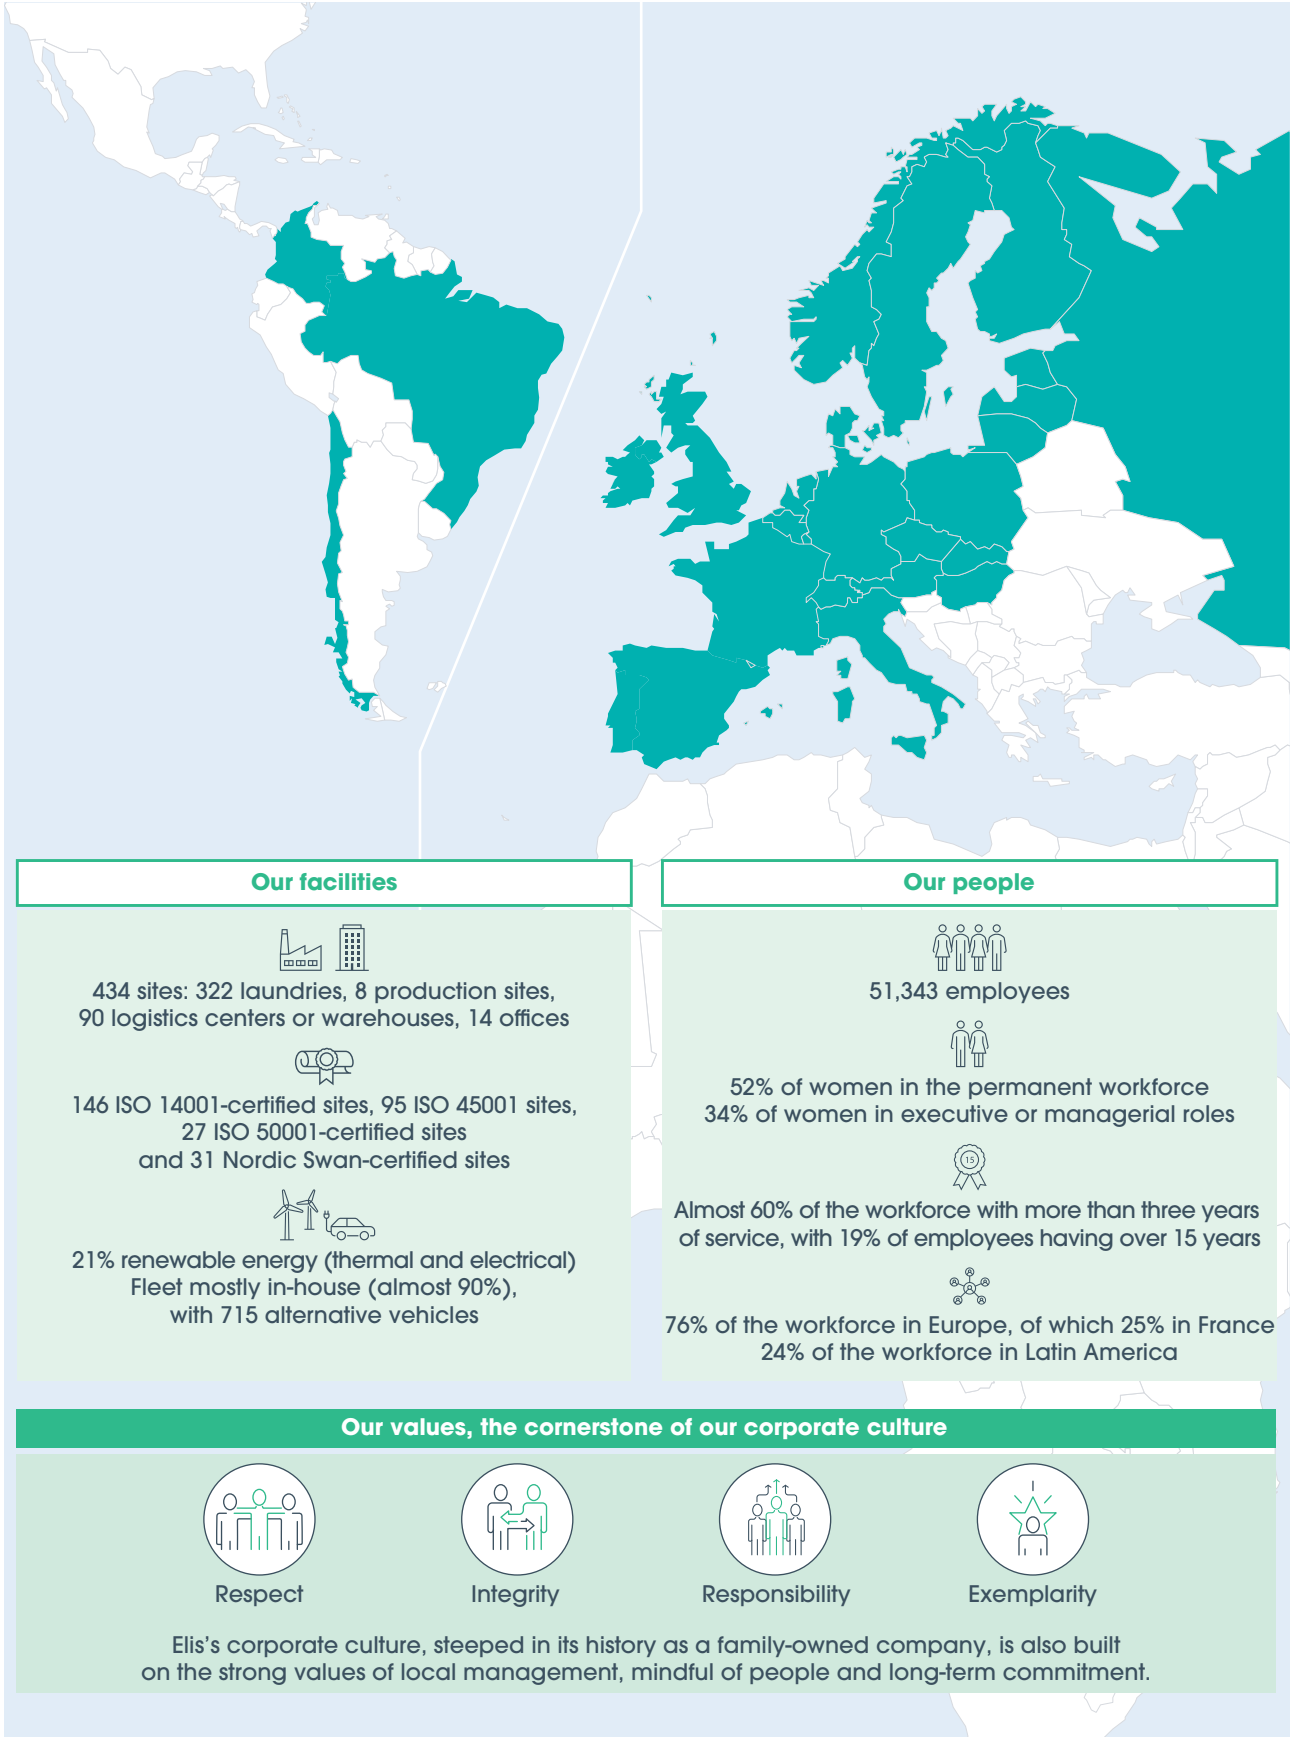 Our facilities
434 sites: 322 laundries, 8 production sites,
90 logistics centers or warehouses, 14 offices
146 ISO 14001-certified sites, 95 ISO 45001 sites,
27 ISO 50001-certified sites
and 31 Nordic Swan-certified sites
21% renewable energy (thermal and electrical)
Fleet mostly in-house (almost 90%),
with 715 alternative vehicles
Our people
51,343 employees
52% of women in the permanent workforce
34% of women in executive or managerial roles
15
Almost 60% of the workforce with more than three years
of service, with 19% of employees having over 15 years
76% of the workforce in Europe, of which 25% in France
24% of the workforce in Latin America
Our values, the cornerstone of our corporate culture
Respect
Integrity
Responsibility
Exemplarity
Elis's corporate culture, steeped in its history as a family-owned company, is also built
on the strong values of local management, mindful of people and long-term commitment.